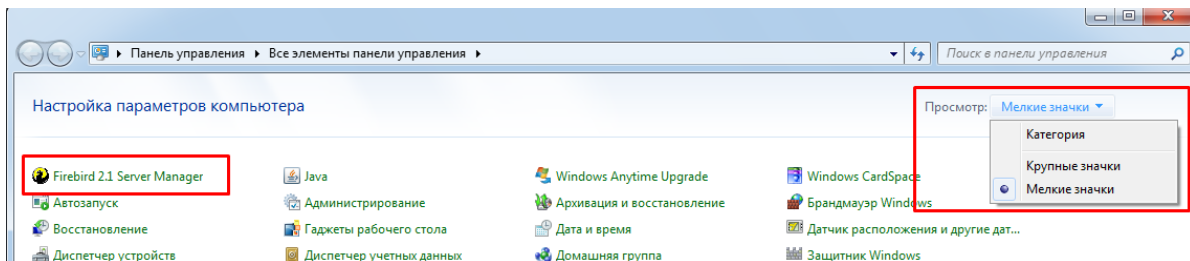 Панель управления ▸ Все элементы панели управления ▸ Поиск в панели управления
Настройка параметров компьютера
Просмотр: Мелкие значки
Категория
Крупные значки
Мелкие значки
Firebird 2.1 Server Manager Java Windows Anytime Upgrade Windows CardSpace
Автозапуск Администрирование Архивация и восстановление Брандмауэр Windows
Восстановление Гаджеты рабочего стола Дата и время Датчик расположения и другие дат...
Диспетчер устройств Диспетчер учетных данных Домашняя группа Защитник Windows